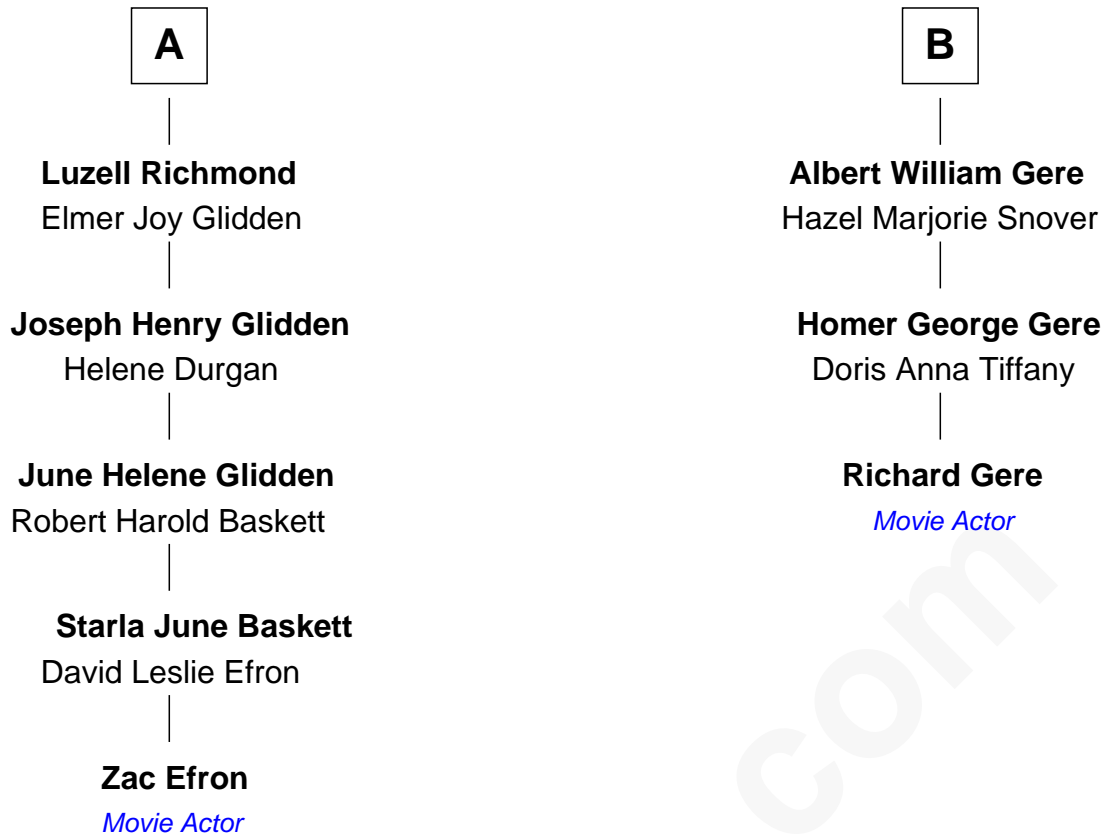 A
Luzell Richmond
Elmer Joy Glidden
Joseph Henry Glidden
Helene Durgan
June Helene Glidden
Robert Harold Baskett
Starla June Baskett
David Leslie Efron
Zac Efron
Movie Actor
B
Albert William Gere
Hazel Marjorie Snover
Homer George Gere
Doris Anna Tiffany
Richard Gere
Movie Actor
com